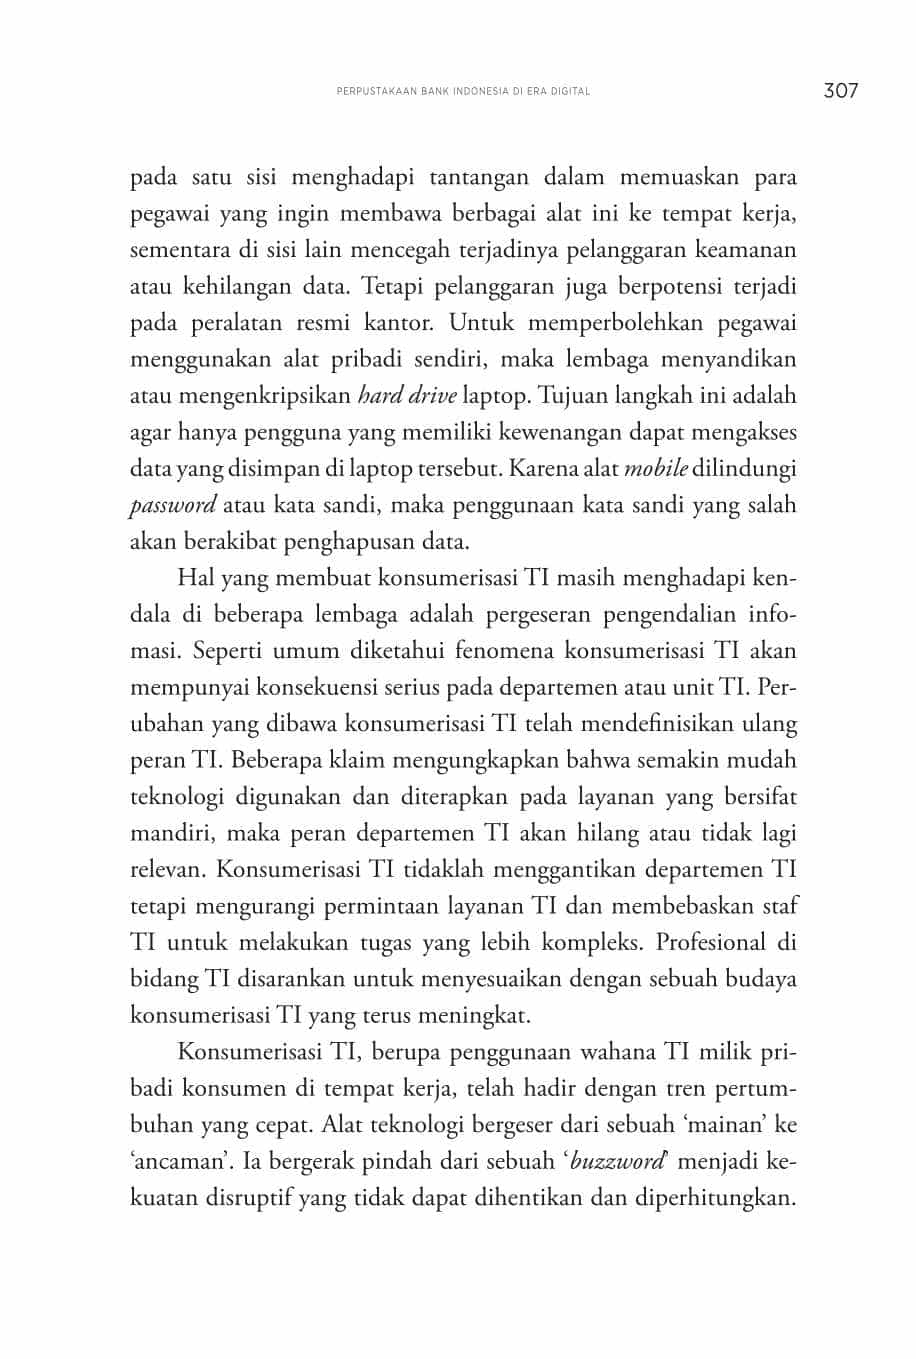 PERPUSTAKAAN BANK INDONESIA DI ERA DIGITAL
307
pada satu sisi menghadapi tantangan dalam memuaskan para
pegawai yang ingin membawa berbagai alat ini ke tempat kerja,
sementara di sisi lain mencegah terjadinya pelanggaran keamanan
atau kehilangan data. Tetapi pelanggaran juga berpotensi terjadi
pada peralatan resmi kantor. Untuk memperbolehkan pegawai
menggunakan alat pribadi sendiri, maka lembaga menyandikan
atau mengenkripsikan hard drive laptop. Tujuan langkah ini adalah
agar hanya pengguna yang memiliki kewenangan dapat mengakses
data yang disimpan di laptop tersebut. Karena alat mobile dilindungi
password atau kata sandi, maka penggunaan kata sandi yang salah
akan berakibat penghapusan data.
Hal yang membuat konsumerisasi TI masih menghadapi ken-
dala di beberapa lembaga adalah pergeseran pengendalian info-
masi. Seperti umum diketahui fenomena konsumerisasi TI akan
mempunyai konsekuensi serius pada departemen atau unit TI. Per-
ubahan yang dibawa konsumerisasi TI telah mendefinisikan ulang
peran TI. Beberapa klaim mengungkapkan bahwa semakin mudah
teknologi digunakan dan diterapkan pada layanan yang bersifat
mandiri, maka peran departemen TI akan hilang atau tidak lagi
relevan. Konsumerisasi TI tidaklah menggantikan departemen TI
tetapi mengurangi permintaan layanan TI dan membebaskan staf
TI untuk melakukan tugas yang lebih kompleks. Profesional di
bidang TI disarankan untuk menyesuaikan dengan sebuah budaya
konsumerisasi TI yang terus meningkat.
Konsumerisasi TI, berupa penggunaan wahana TI milik pri-
badi konsumen di tempat kerja, telah hadir dengan tren pertum-
buhan yang cepat. Alat teknologi bergeser dari sebuah ‘mainan’ ke
‘ancaman’. Ia bergerak pindah dari sebuah ‘buzzword’ menjadi ke-
kuatan disruptif yang tidak dapat dihentikan dan diperhitungkan.